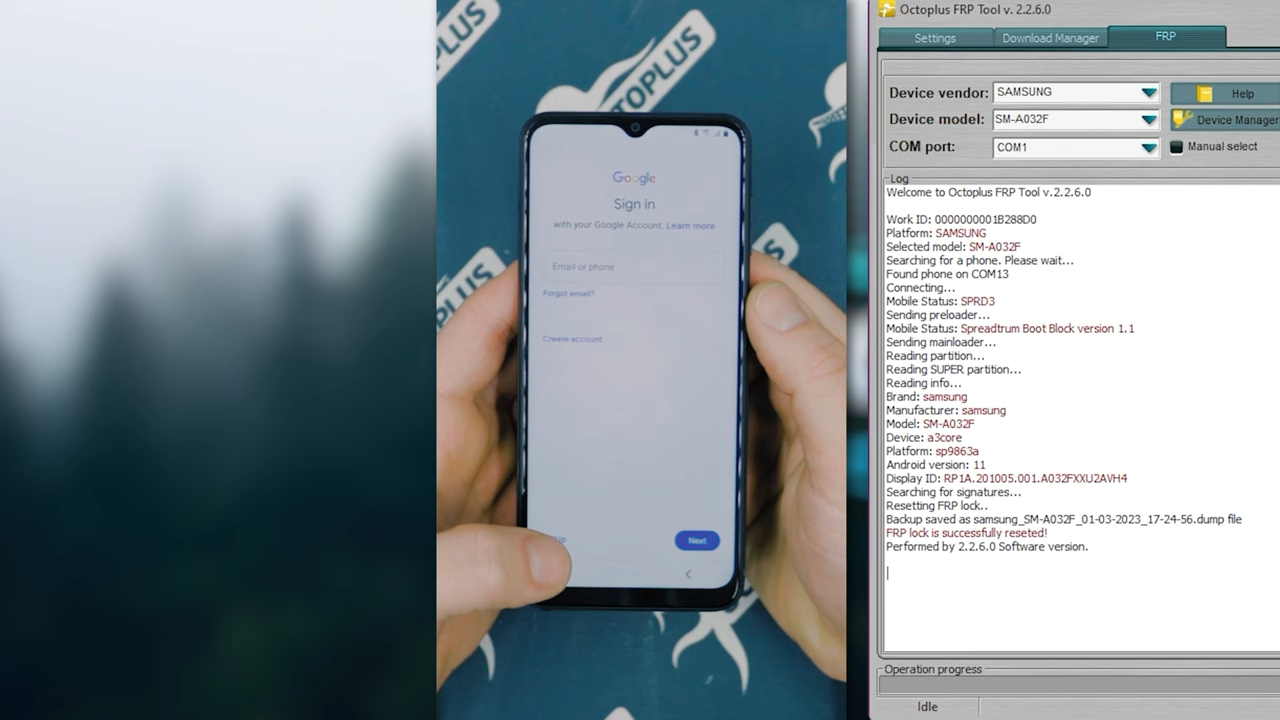 PLUS
OCTOPLUS
PLUS
Google
Sign in
with your Google Account. Learn more
Email or phone
Forgot email?
Create account
Next
Octoplus FRP Tool v. 2.2.6.0
Settings
Download Manager
FRP
Device vendor: SAMSUNG
Help
Device model: SM-A032F
Device Manager
COM port: COM1
Manual select
Log
Welcome to Octoplus FRP Tool v.2.2.6.0
Work ID: 0000000001B288D0
Platform: SAMSUNG
Selected model: SM-A032F
Searching for a phone. Please wait...
Found phone on COM13
Connecting...
Mobile Status: SPRD3
Sending preloader...
Mobile Status: Spreadtrum Boot Block version 1.1
Sending mainloader...
Reading partition...
Reading SUPER partition...
Reading info...
Brand: samsung
Manufacturer: samsung
Model: SM-A032F
Device: a3core
Platform: sp9863a
Android version: 11
Display ID: RP1A.201005.001.A032FXXU2AVH4
Searching for signatures...
Resetting FRP lock..
Backup saved as samsung_SM-A032F_01-03-2023_17-24-56.dump file
FRP lock is successfully reseted!
Performed by 2.2.6.0 Software version.
Operation progress
Idle